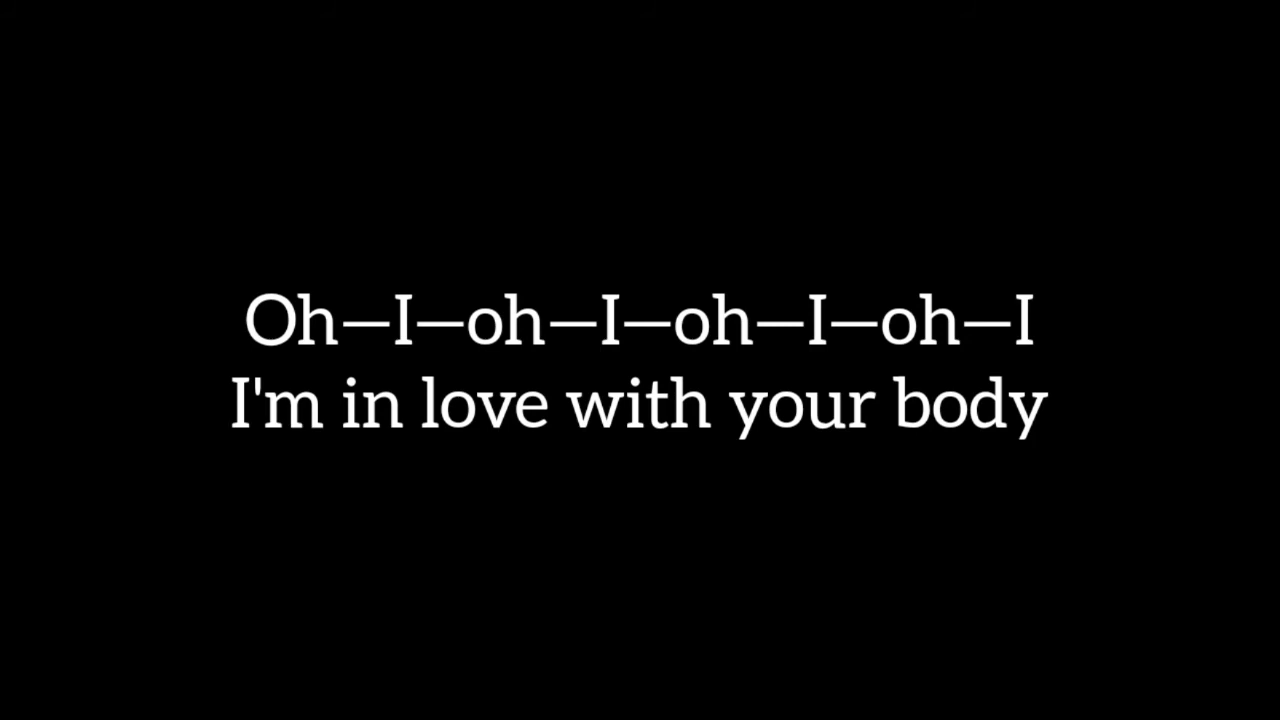 Oh—I—oh—I—oh—I—oh—I
I'm in love with your body